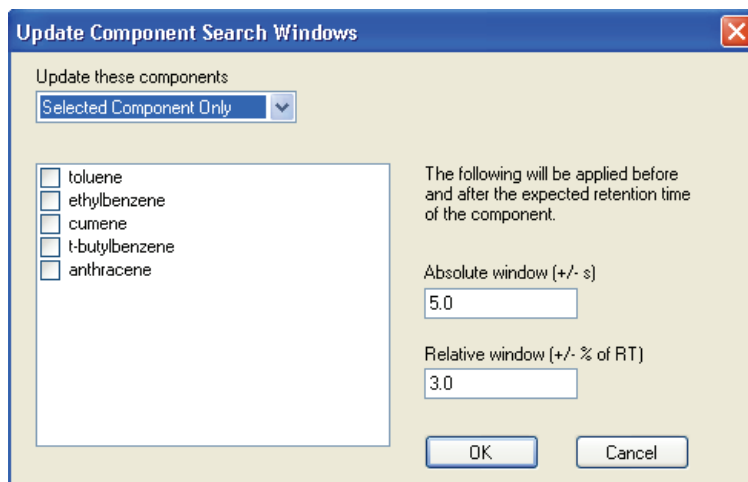 Update Component Search Windows
Update these components
Selected Component Only
toluene
ethylbenzene
cumene
t-butylbenzene
anthracene
The following will be applied before
and after the expected retention time
of the component.
Absolute window (+/- s)
5.0
Relative window (+/- % of RT)
3.0
OK
Cancel